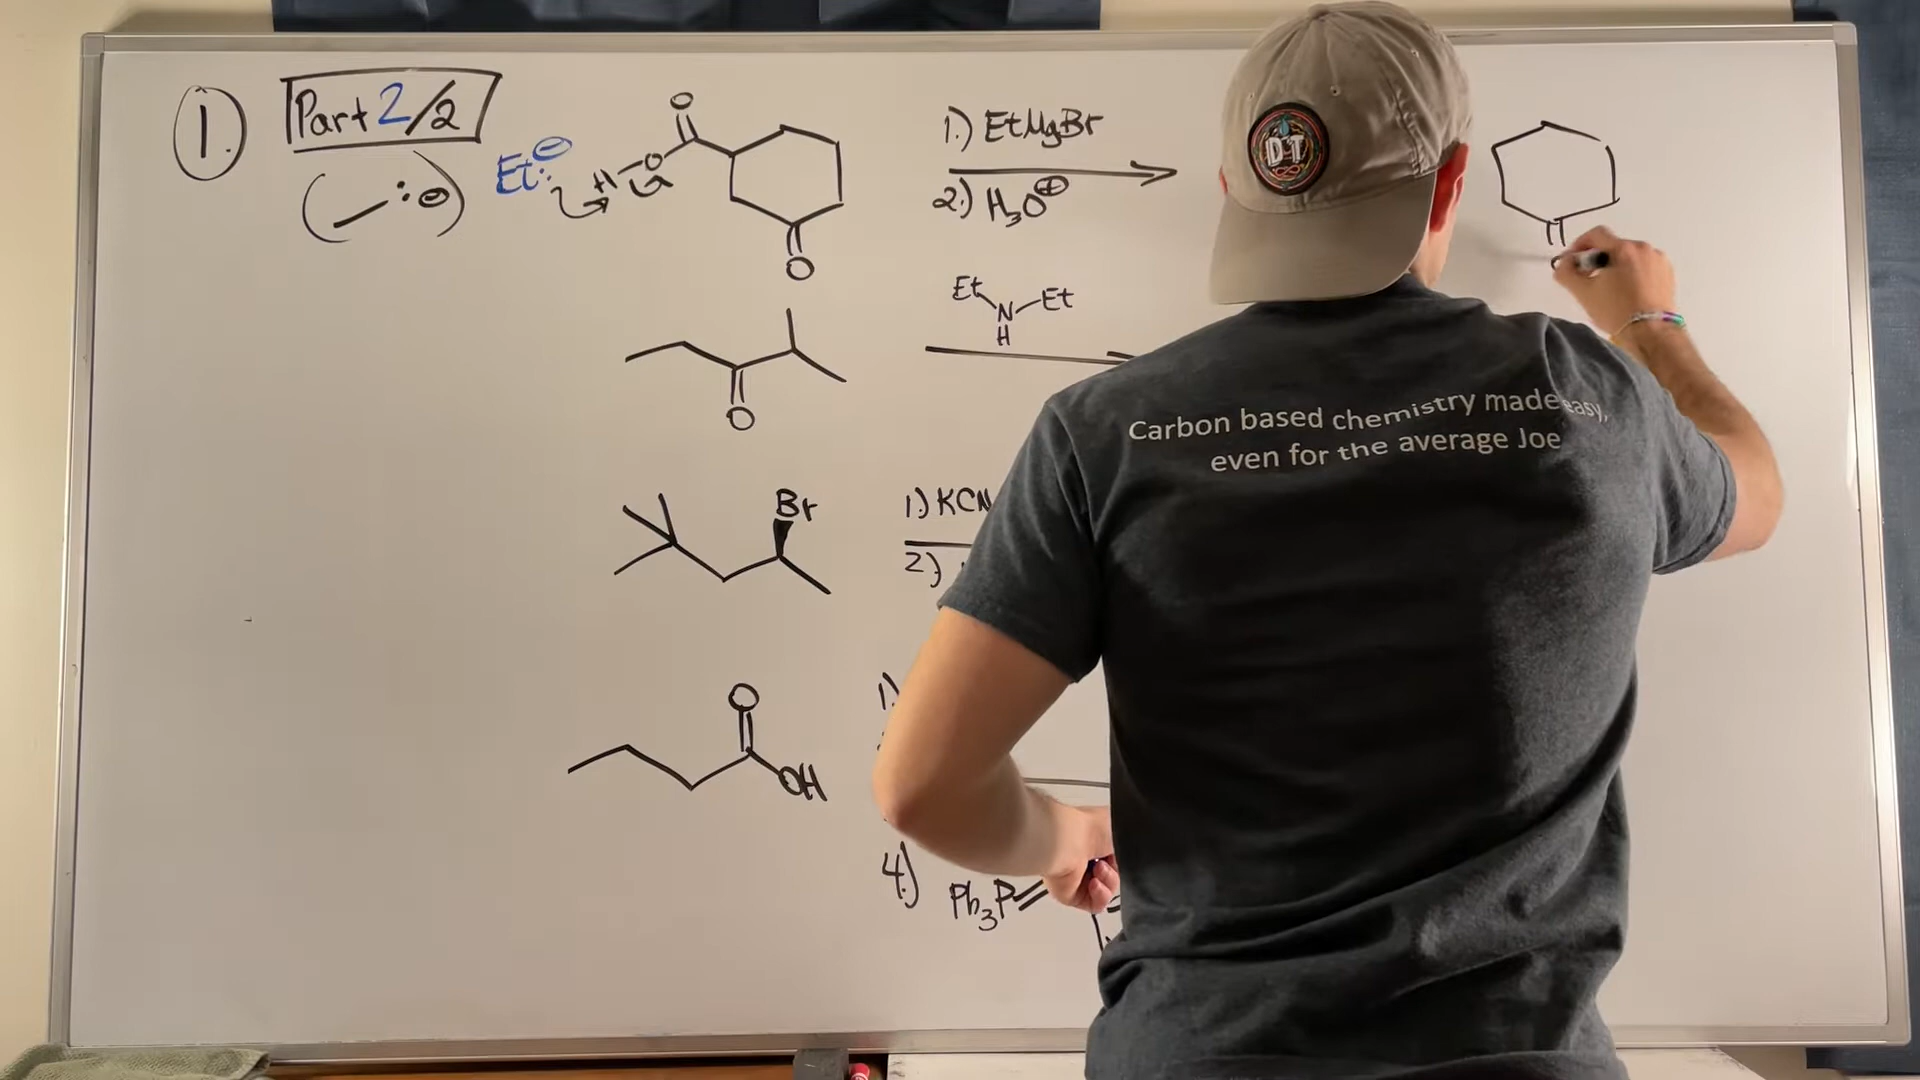 1.
Part 2/2
Et:⊖
:⊖
O
H O
O
1.) EtMgBr
2.) H₃O⊕
DT
Et N Et
H
O
Carbon based chemistry made easy,
even for the average Joe
Br
1.) KCN
2.)
O
OH
1.)
4.) Ph₃P=